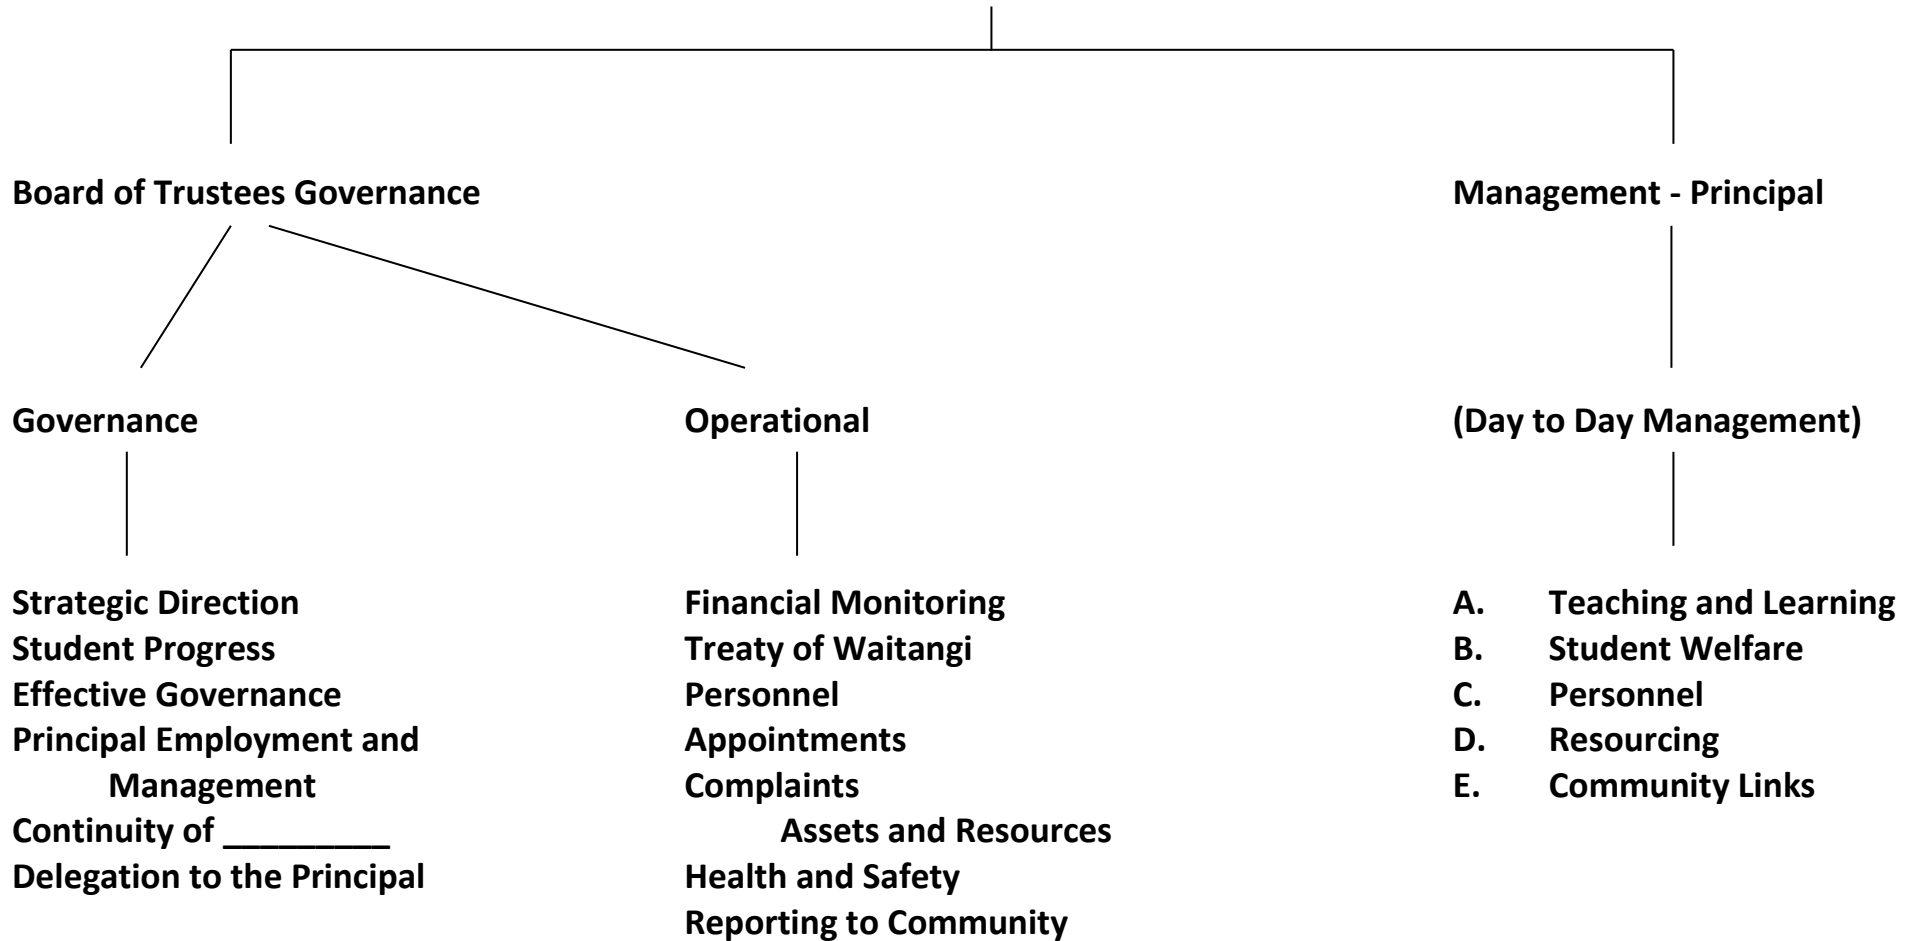 Board of Trustees Governance
Management - Principal
Governance
Operational
(Day to Day Management)
Strategic Direction
Student Progress
Effective Governance
Principal Employment and
Management
Continuity of _________
Delegation to the Principal
Financial Monitoring
Treaty of Waitangi
Personnel
Appointments
Complaints
Assets and Resources
Health and Safety
Reporting to Community
A. Teaching and Learning
B. Student Welfare
C. Personnel
D. Resourcing
E. Community Links